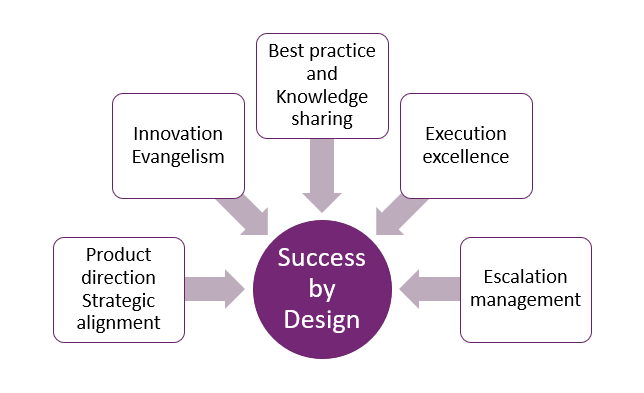 Best practice
and
Knowledge
sharing
Innovation
Evangelism
Execution
excellence
Product
direction
Strategic
alignment
Success
by
Design
Escalation
management